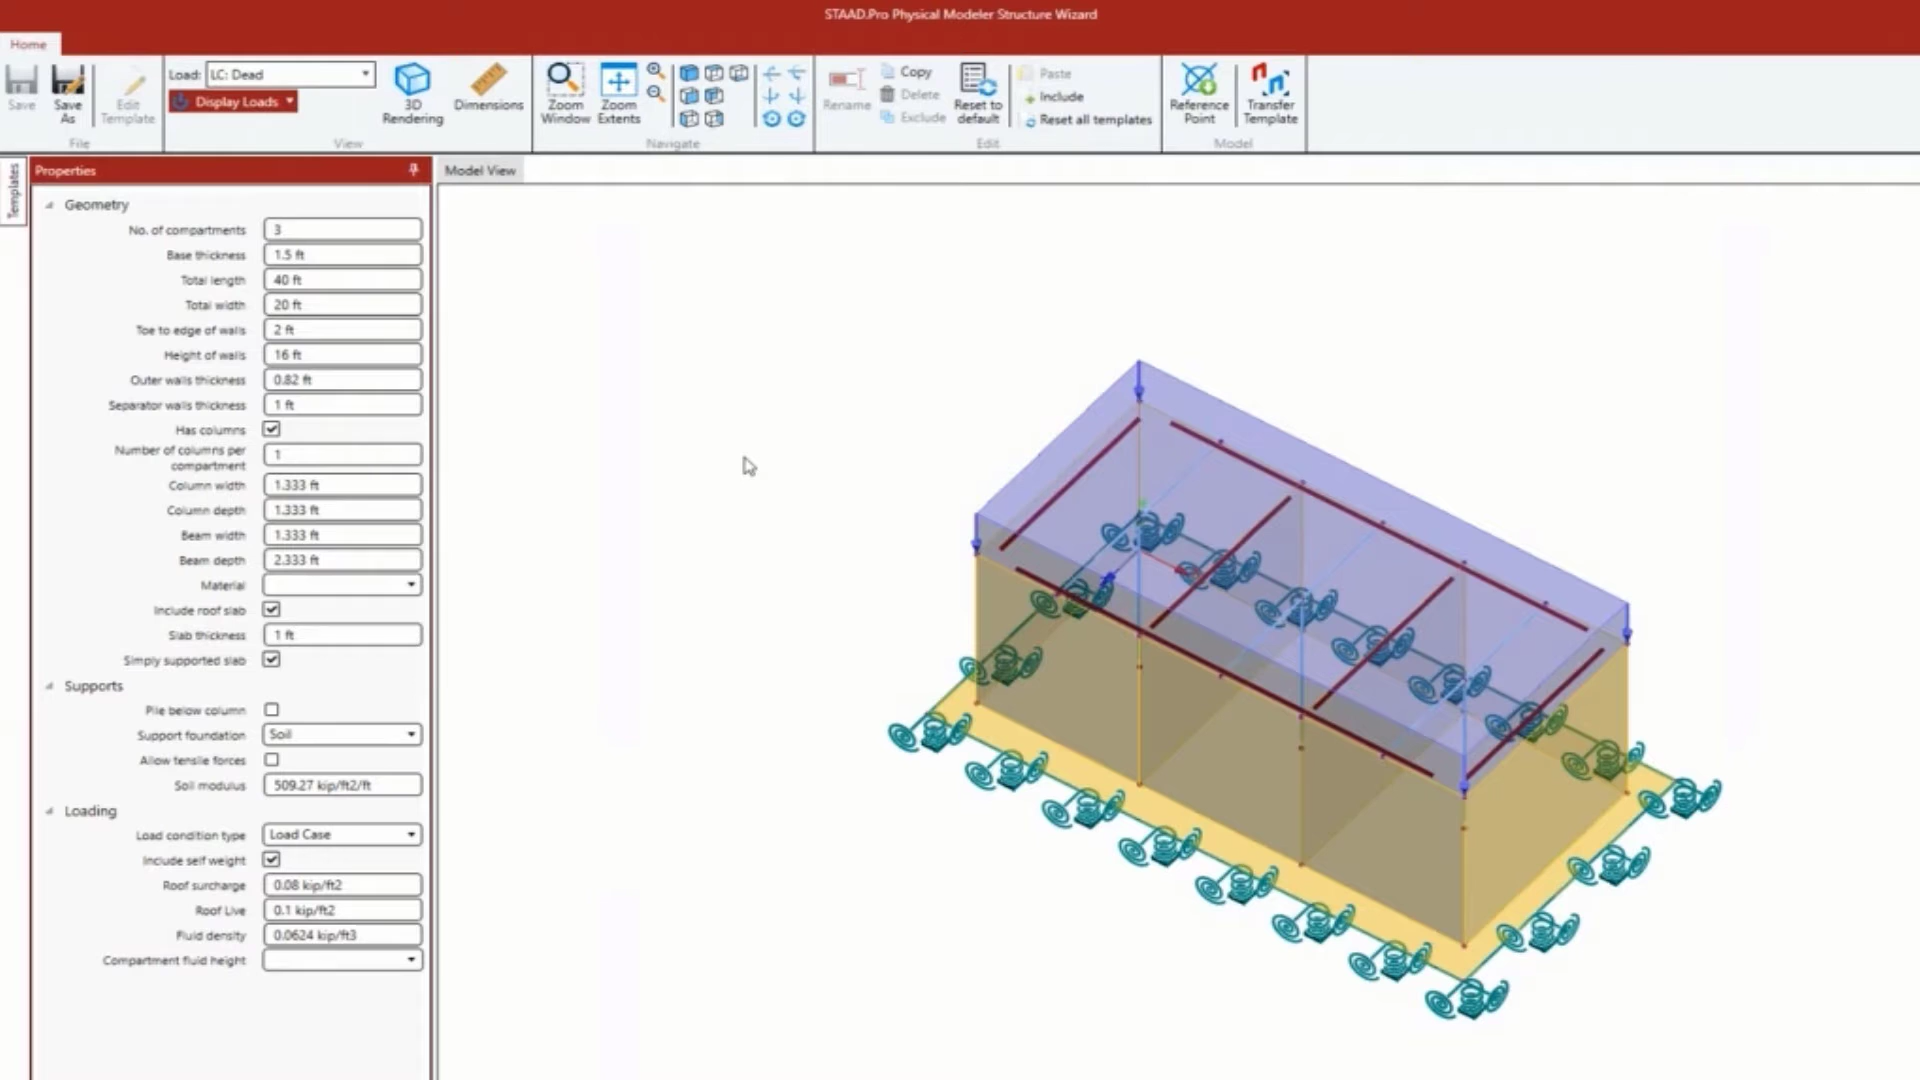 STAAD.Pro Physical Modeler Structure Wizard
Home
Save
Save As
Edit Template
File
Load: LC: Dead
Display Loads
3D Rendering
Dimensions
View
Zoom Window
Zoom Extents
Navigate
Rename
Copy
Delete
Exclude
Reset to default
Paste
Include
Reset all templates
Edit
Reference Point
Transfer Template
Model
Templates
Properties
Model View
Geometry
No. of compartments 3
Base thickness 1.5 ft
Total length 40 ft
Total width 20 ft
Toe to edge of walls 2 ft
Height of walls 16 ft
Outer walls thickness 0.82 ft
Separator walls thickness 1 ft
Has columns
Number of columns per compartment 1
Column width 1.333 ft
Column depth 1.333 ft
Beam width 1.333 ft
Beam depth 2.333 ft
Material
Include roof slab
Slab thickness 1 ft
Simply supported slab
Supports
Pile below column
Support foundation Soil
Allow tensile forces
Soil modulus 509.27 kip/ft2/ft
Loading
Load condition type Load Case
Include self weight
Roof surcharge 0.08 kip/ft2
Roof Live 0.1 kip/ft2
Fluid density 0.0624 kip/ft3
Compartment fluid height